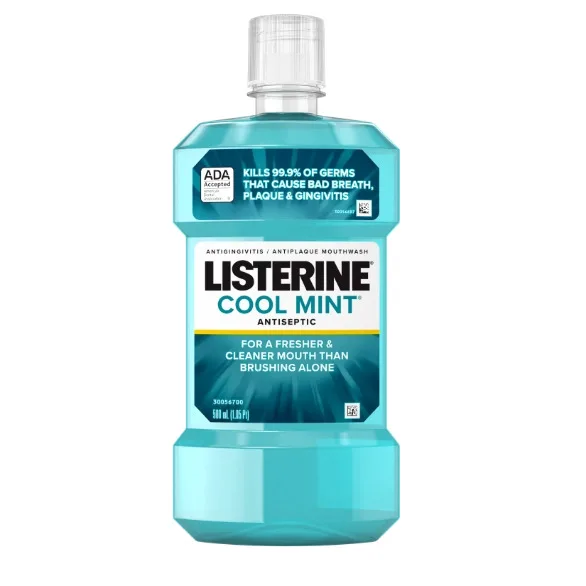 ADA
Accepted
KILLS 99.9% OF GERMS
THAT CAUSE BAD BREATH,
PLAQUE & GINGIVITIS
ANTIGINGIVITIS / ANTIPLAQUE MOUTHWASH
LISTERINE®
COOL MINT®
ANTISEPTIC
FOR A FRESHER &
CLEANER MOUTH THAN
BRUSHING ALONE
30056700
500 mL (1.05 Pt)